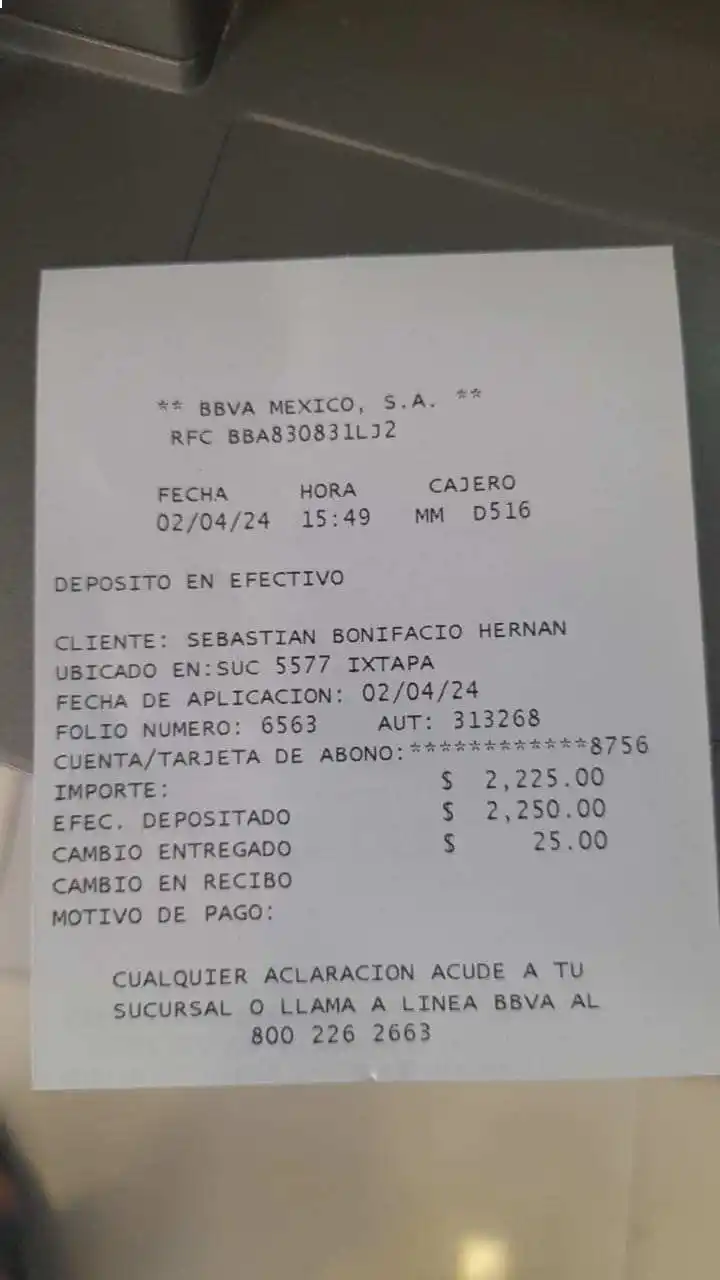 ** BBVA MEXICO, S.A. **
RFC BBA830831LJ2
FECHA HORA CAJERO
02/04/24 15:49 MM D516
DEPOSITO EN EFECTIVO
CLIENTE: SEBASTIAN BONIFACIO HERNAN
UBICADO EN:SUC 5577 IXTAPA
FECHA DE APLICACION: 02/04/24
FOLIO NUMERO: 6563 AUT: 313268
CUENTA/TARJETA DE ABONO:************8756
IMPORTE: $ 2,225.00
EFEC. DEPOSITADO $ 2,250.00
CAMBIO ENTREGADO $ 25.00
CAMBIO EN RECIBO
MOTIVO DE PAGO:
CUALQUIER ACLARACION ACUDE A TU
SUCURSAL O LLAMA A LINEA BBVA AL
800 226 2663